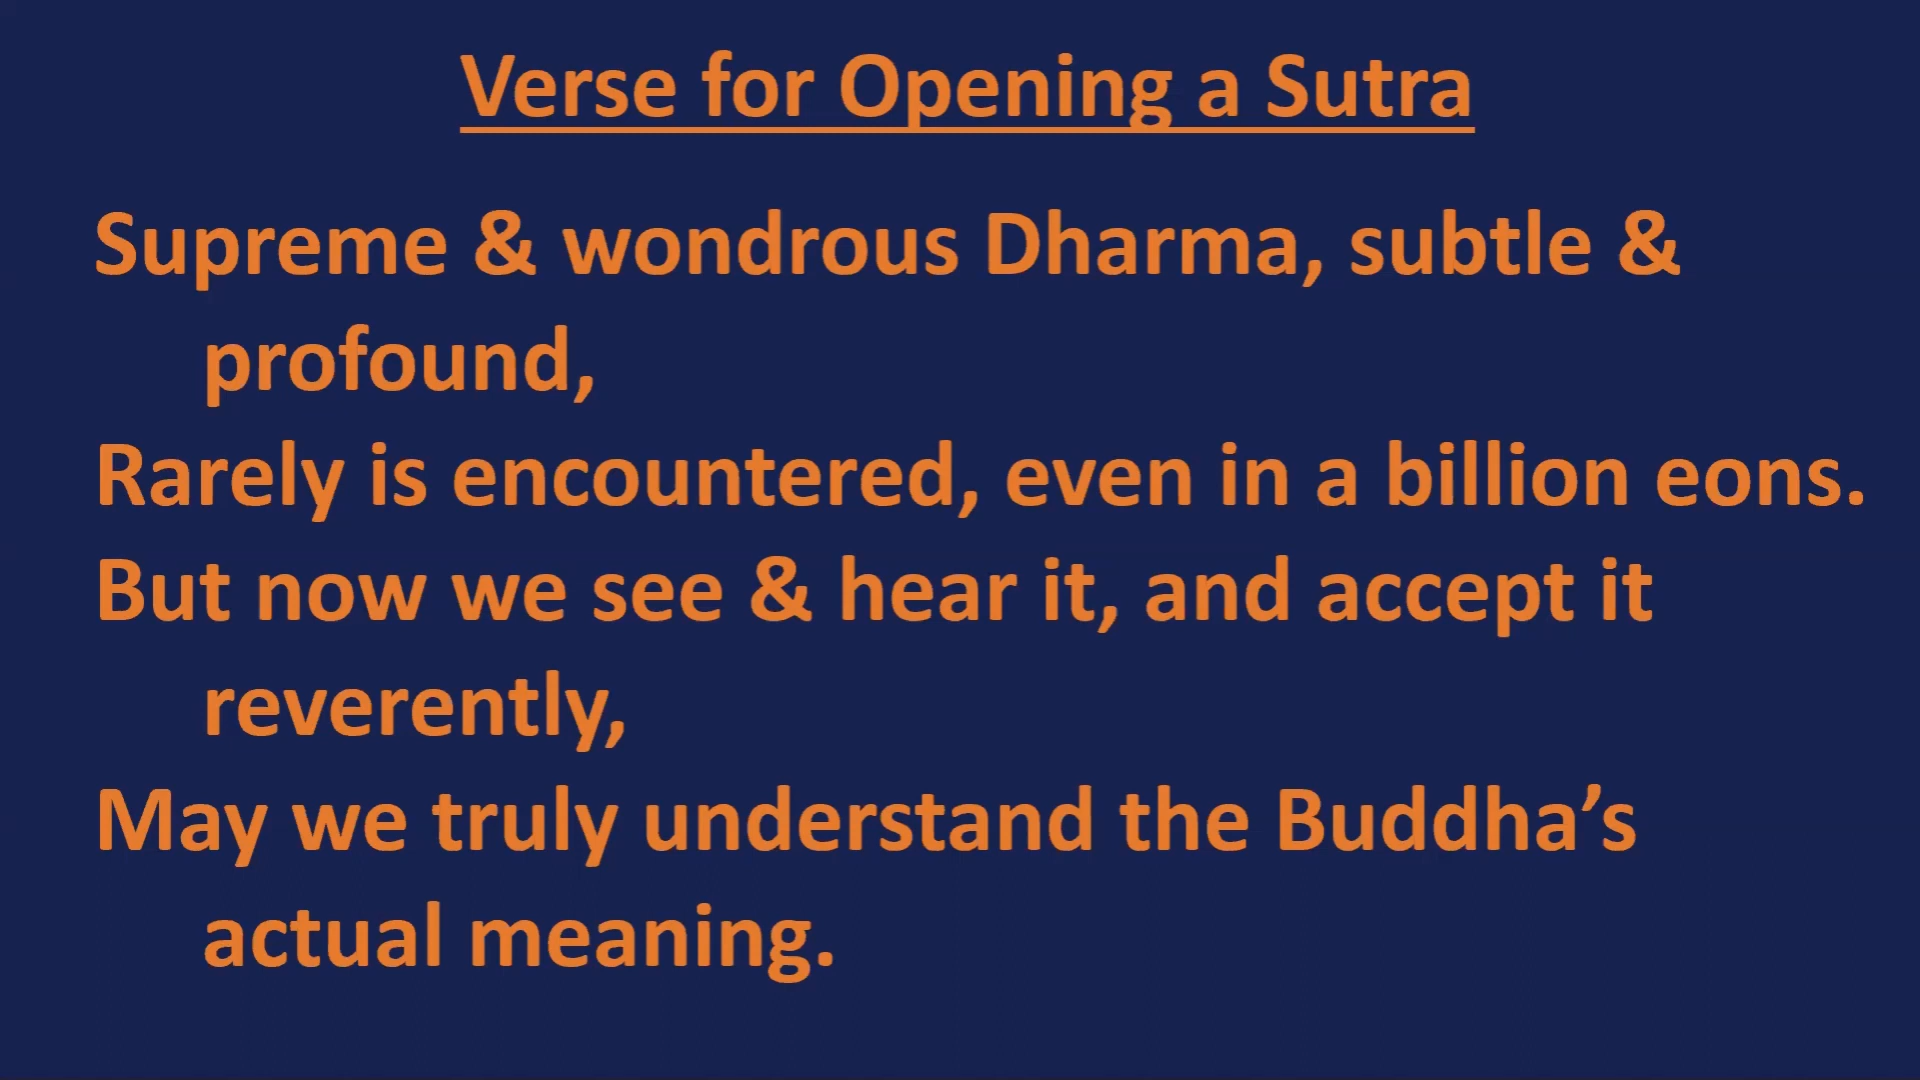 Verse for Opening a Sutra
Supreme & wondrous Dharma, subtle &
profound,
Rarely is encountered, even in a billion eons.
But now we see & hear it, and accept it
reverently,
May we truly understand the Buddha’s
actual meaning.